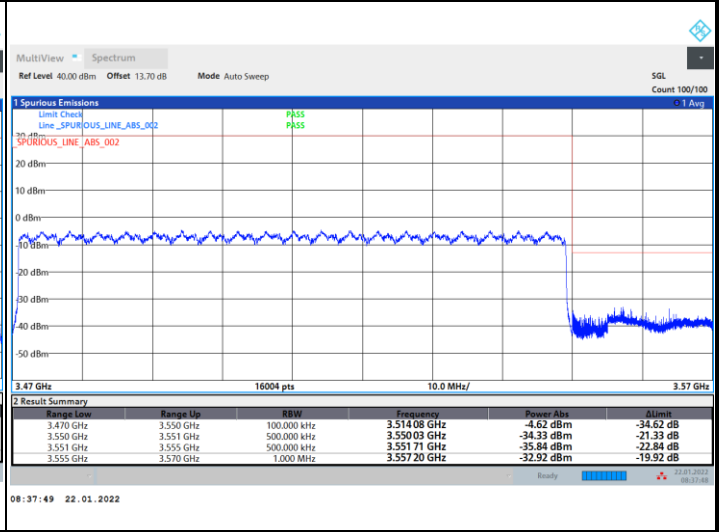 MultiView Spectrum
Ref Level 40.00 dBm Offset 13.70 dB Mode Auto Sweep SGL
Count 100/100
1 Spurious Emissions 1 Avg
Limit Check PASS
Line _SPURIOUS_LINE_ABS_002 PASS
30 dBm
_SPURIOUS_LINE_ABS_002
20 dBm
10 dBm
0 dBm
-10 dBm
-20 dBm
-30 dBm
-40 dBm
-50 dBm
3.47 GHz 16004 pts 10.0 MHz/ 3.57 GHz
2 Result Summary
Range Low Range Up RBW Frequency Power Abs ΔLimit
3.470 GHz 3.550 GHz 100.000 kHz 3.514 08 GHz -4.62 dBm -34.62 dB
3.550 GHz 3.551 GHz 500.000 kHz 3.550 03 GHz -34.33 dBm -21.33 dB
3.551 GHz 3.555 GHz 500.000 kHz 3.551 71 GHz -35.84 dBm -22.84 dB
3.555 GHz 3.570 GHz 1.000 MHz 3.557 20 GHz -32.92 dBm -19.92 dB
Ready 22.01.2022
08:37:48
08:37:49 22.01.2022